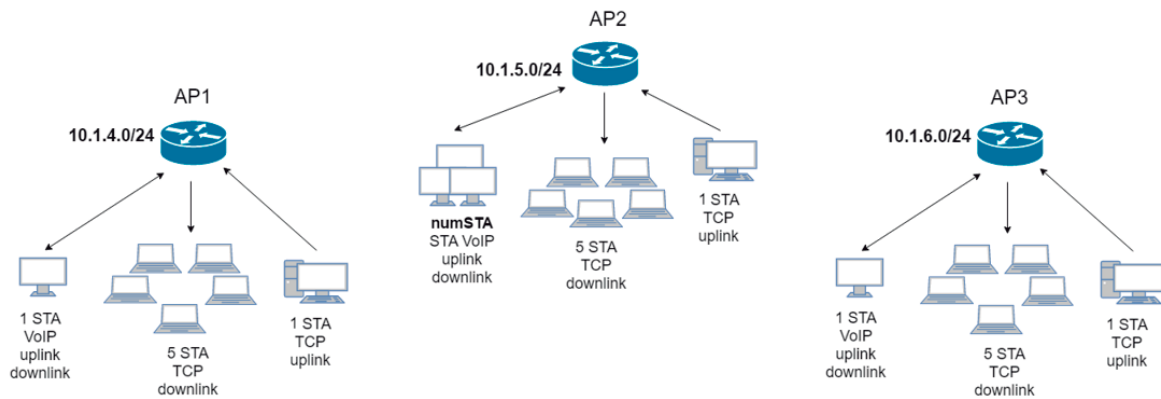 AP1
10.1.4.0/24
1 STA
VoIP
uplink
downlink
5 STA
TCP
downlink
1 STA
TCP
uplink
AP2
10.1.5.0/24
numSTA
STA VoIP
uplink
downlink
5 STA
TCP
downlink
1 STA
TCP
uplink
AP3
10.1.6.0/24
1 STA
VoIP
uplink
downlink
5 STA
TCP
downlink
1 STA
TCP
uplink